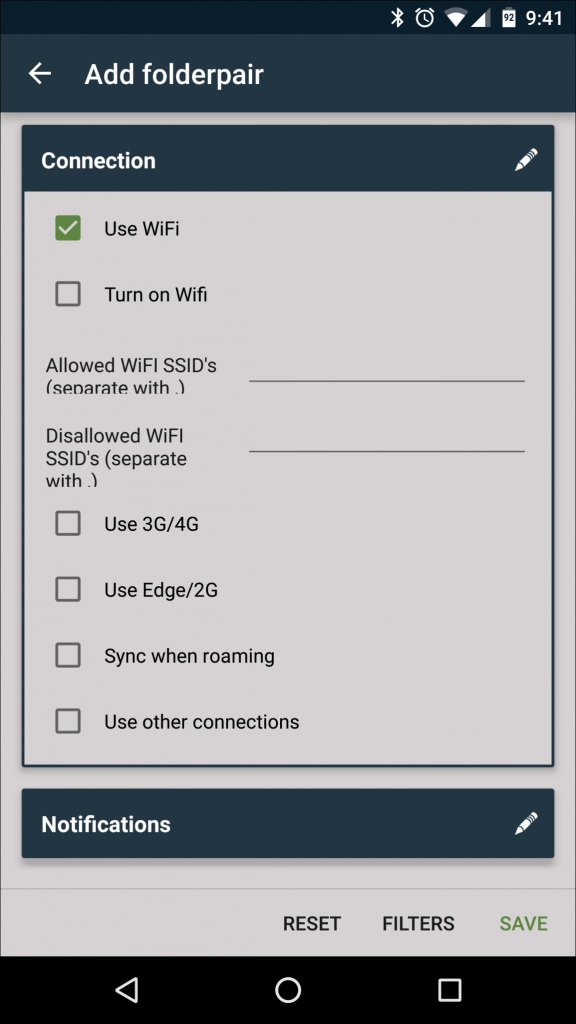 92 9:41
Add folderpair
Connection
Use WiFi
Turn on Wifi
Allowed WiFI SSID's
(separate with ,)
Disallowed WiFI
SSID's (separate
with ,)
Use 3G/4G
Use Edge/2G
Sync when roaming
Use other connections
Notifications
RESET FILTERS SAVE